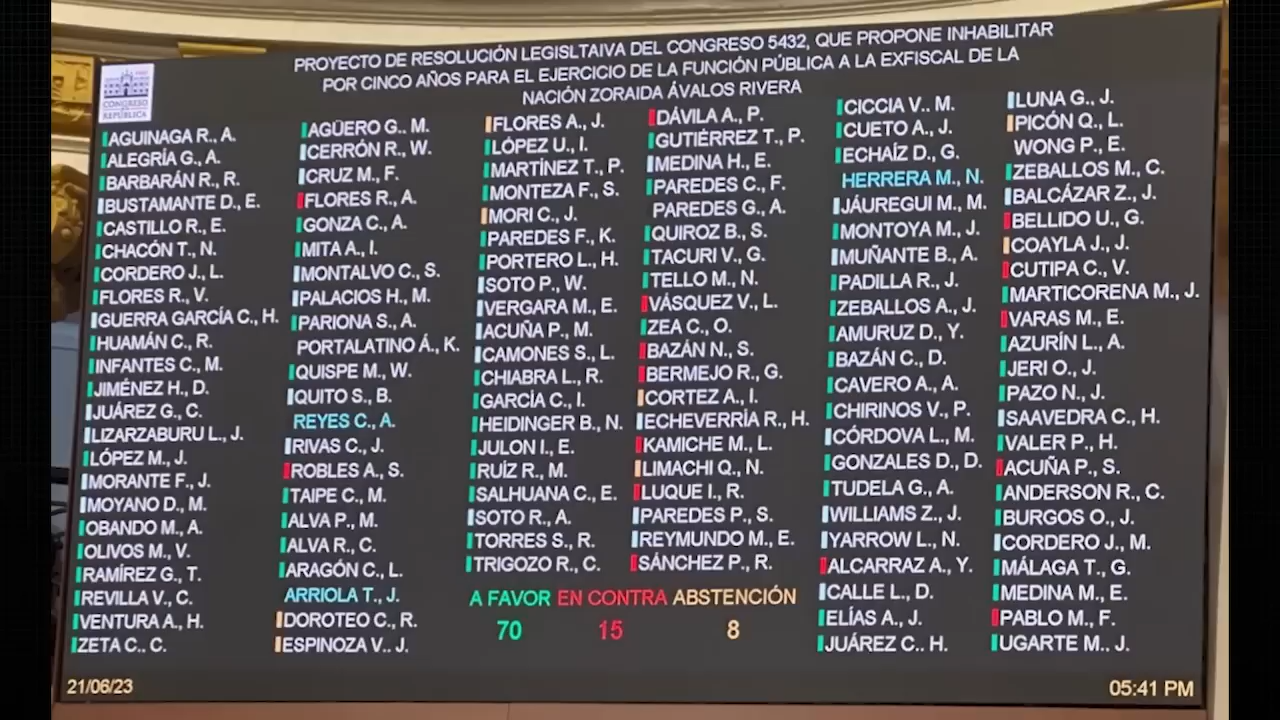 PROYECTO DE RESOLUCIÓN LEGISLTAIVA DEL CONGRESO 5432, QUE PROPONE INHABILITAR
POR CINCO AÑOS PARA EL EJERCICIO DE LA FUNCIÓN PÚBLICA A LA EXFISCAL DE LA
NACIÓN ZORAIDA ÁVALOS RIVERA
CONGRESO
REPÚBLICA
AGUINAGA R., A.
ALEGRÍA G., A.
BARBARÁN R., R.
BUSTAMANTE D., E.
CASTILLO R., E.
CHACÓN T., N.
CORDERO J., L.
FLORES R., V.
GUERRA GARCÍA C., H.
HUAMÁN C., R.
INFANTES C., M.
JIMÉNEZ H., D.
JUÁREZ G., C.
LIZARZABURU L., J.
LÓPEZ M., J.
MORANTE F., J.
MOYANO D., M.
OBANDO M., A.
OLIVOS M., V.
RAMÍREZ G., T.
REVILLA V., C.
VENTURA A., H.
ZETA C.. C.
AGÜERO G.. M.
CERRÓN R., W.
CRUZ M., F.
FLORES R., A.
GONZA C., A.
MITA A., I.
MONTALVO C., S.
PALACIOS H., M.
PARIONA S., A.
PORTALATINO Á., K.
QUISPE M., W.
QUITO S., B.
REYES C., A.
RIVAS C., J.
ROBLES A., S.
TAIPE C., M.
ALVA P., M.
ALVA R., C.
ARAGÓN C., L.
ARRIOLA T., J.
DOROTEO C., R.
ESPINOZA V.. J.
FLORES A., J.
LÓPEZ U., I.
MARTÍNEZ T., P.
MONTEZA F., S.
MORI C., J.
PAREDES F., K.
PORTERO L., H.
SOTO P., W.
VERGARA M., E.
ACUÑA P., M.
CAMONES S., L.
CHIABRA L., R.
GARCÍA C., I.
HEIDINGER B., N.
JULON I., E.
RUÍZ R., M.
SALHUANA C., E.
SOTO R., A.
TORRES S., R.
TRIGOZO R., C.
DÁVILA A., P.
GUTIÉRREZ T., P.
MEDINA H., E.
PAREDES C., F.
PAREDES G., A.
QUIROZ B., S.
TACURI V., G.
TELLO M., N.
VÁSQUEZ V., L.
ZEA C., O.
BAZÁN N., S.
BERMEJO R., G.
CORTEZ A., I.
ECHEVERRÍA R., H.
KAMICHE M., L.
LIMACHI Q., N.
LUQUE I., R.
PAREDES P., S.
REYMUNDO M., E.
SÁNCHEZ P., R.
A FAVOR EN CONTRA ABSTENCIÓN
70 15 8
CICCIA V.. M.
CUETO A., J.
ECHAÍZ D., G.
HERRERA M., N.
JÁUREGUI M., M.
MONTOYA M., J.
MUÑANTE B., A.
PADILLA R., J.
ZEBALLOS A., J.
AMURUZ D., Y.
BAZÁN C., D.
CAVERO A., A.
CHIRINOS V., P.
CÓRDOVA L., M.
GONZALES D., D.
TUDELA G., A.
WILLIAMS Z., J.
YARROW L., N.
ALCARRAZ A., Y.
CALLE L., D.
ELÍAS A., J.
JUÁREZ C.. H.
LUNA G., J.
PICÓN Q., L.
WONG P., E.
ZEBALLOS M., C.
BALCÁZAR Z., J.
BELLIDO U., G.
COAYLA J., J.
CUTIPA C., V.
MARTICORENA M., J.
VARAS M., E.
AZURÍN L., A.
JERI O., J.
PAZO N., J.
SAAVEDRA C., H.
VALER P., H.
ACUÑA P., S.
ANDERSON R., C.
BURGOS O., J.
CORDERO J., M.
MÁLAGA T., G.
MEDINA M., E.
PABLO M., F.
UGARTE M.. J.
21/06/23
05:41 PM